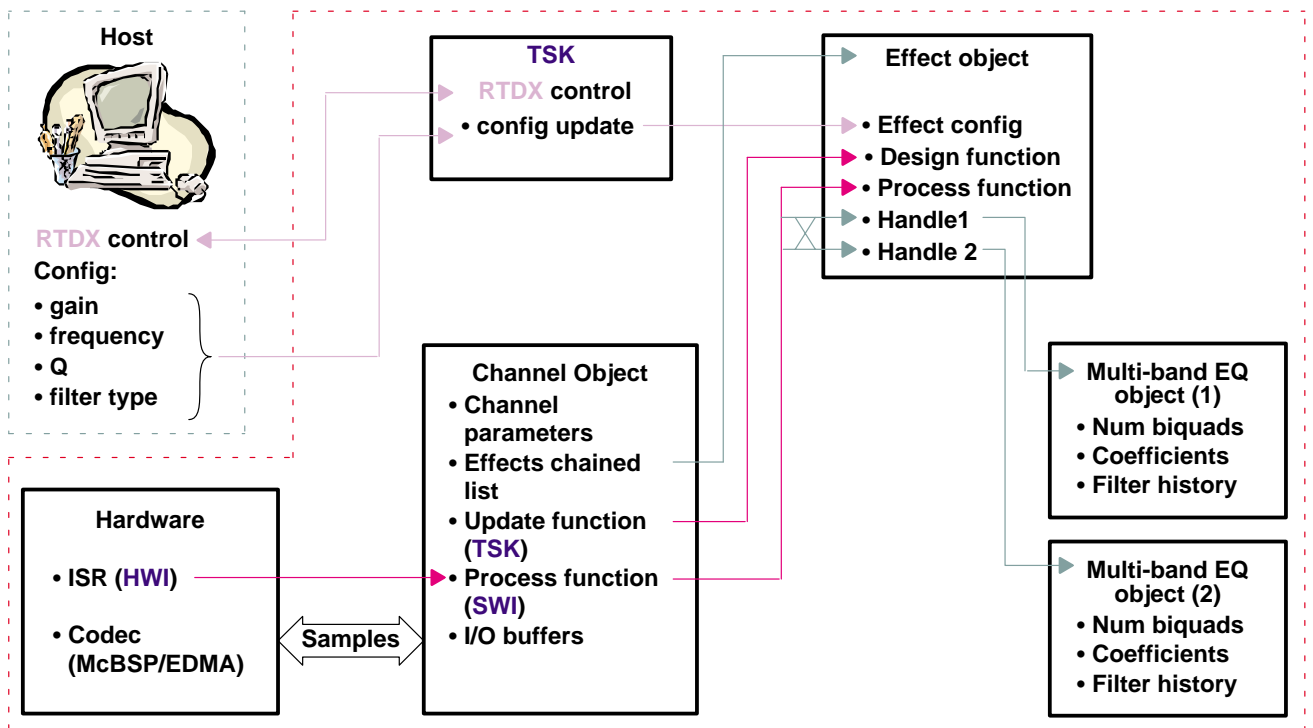 Host
RTDX control
Config:
• gain
• frequency
• Q
• filter type
TSK
RTDX control
• config update
Effect object
• Effect config
• Design function
• Process function
• Handle1
• Handle 2
Channel Object
• Channel
parameters
• Effects chained
list
• Update function
(TSK)
• Process function
(SWI)
• I/O buffers
Hardware
• ISR (HWI)
• Codec
(McBSP/EDMA)
Samples
Multi-band EQ
object (1)
• Num biquads
• Coefficients
• Filter history
Multi-band EQ
object (2)
• Num biquads
• Coefficients
• Filter history